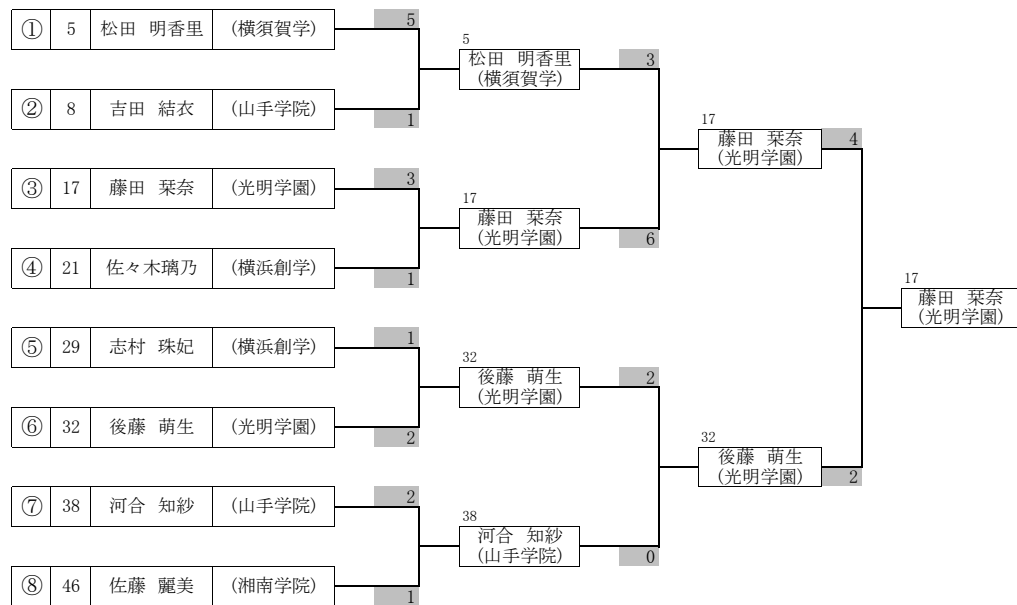 ① 5 松田 明香里 (横須賀学) 5
② 8 吉田 結衣 (山手学院) 1
③ 17 藤田 栞奈 (光明学園) 3
④ 21 佐々木璃乃 (横浜創学) 1
⑤ 29 志村 珠妃 (横浜創学) 1
⑥ 32 後藤 萌生 (光明学園) 2
⑦ 38 河合 知紗 (山手学院) 2
⑧ 46 佐藤 麗美 (湘南学院) 1
5
松田 明香里 3
(横須賀学)
17
藤田 栞奈
(光明学園) 6
32
後藤 萌生 2
(光明学園)
38
河合 知紗
(山手学院) 0
17
藤田 栞奈 4
(光明学園)
32
後藤 萌生
(光明学園) 2
17
藤田 栞奈
(光明学園)